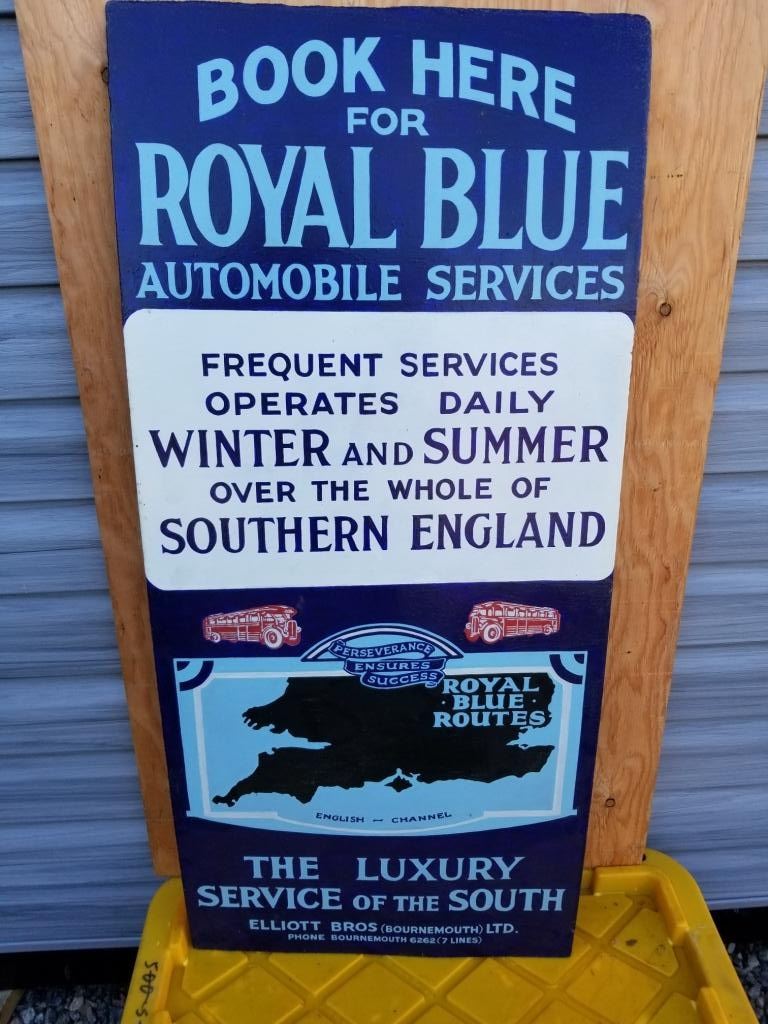 BOOK HERE
FOR
ROYAL BLUE
AUTOMOBILE SERVICES
FREQUENT SERVICES
OPERATES DAILY
WINTER AND SUMMER
OVER THE WHOLE OF
SOUTHERN ENGLAND
PERSEVERANCE
ENSURES
SUCCESS
ROYAL
· BLUE ·
ROUTES
ENGLISH — CHANNEL
THE LUXURY
SERVICE OF THE SOUTH
ELLIOTT BROS (BOURNEMOUTH) LTD.
PHONE BOURNEMOUTH 6262 (7 LINES)